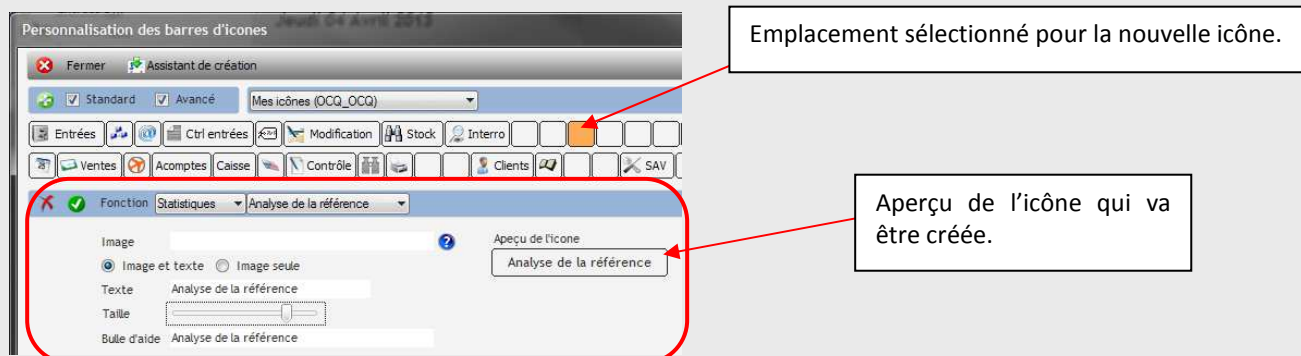 Jeudi 04 Avril 2013
Personnalisation des barres d'icones
Emplacement sélectionné pour la nouvelle icône.
Fermer Assistant de création
Standard Avancé Mes icônes (OCQ_OCQ)
Entrées Ctrl entrées Modification Stock Interro
Ventes Acomptes Caisse Contrôle Clients SAV
Fonction Statistiques Analyse de la référence
Aperçu de l'icône qui va
être créée.
Image Apeçu de l'icone
Image et texte Image seule Analyse de la référence
Texte Analyse de la référence
Taille
Bulle d'aide Analyse de la référence